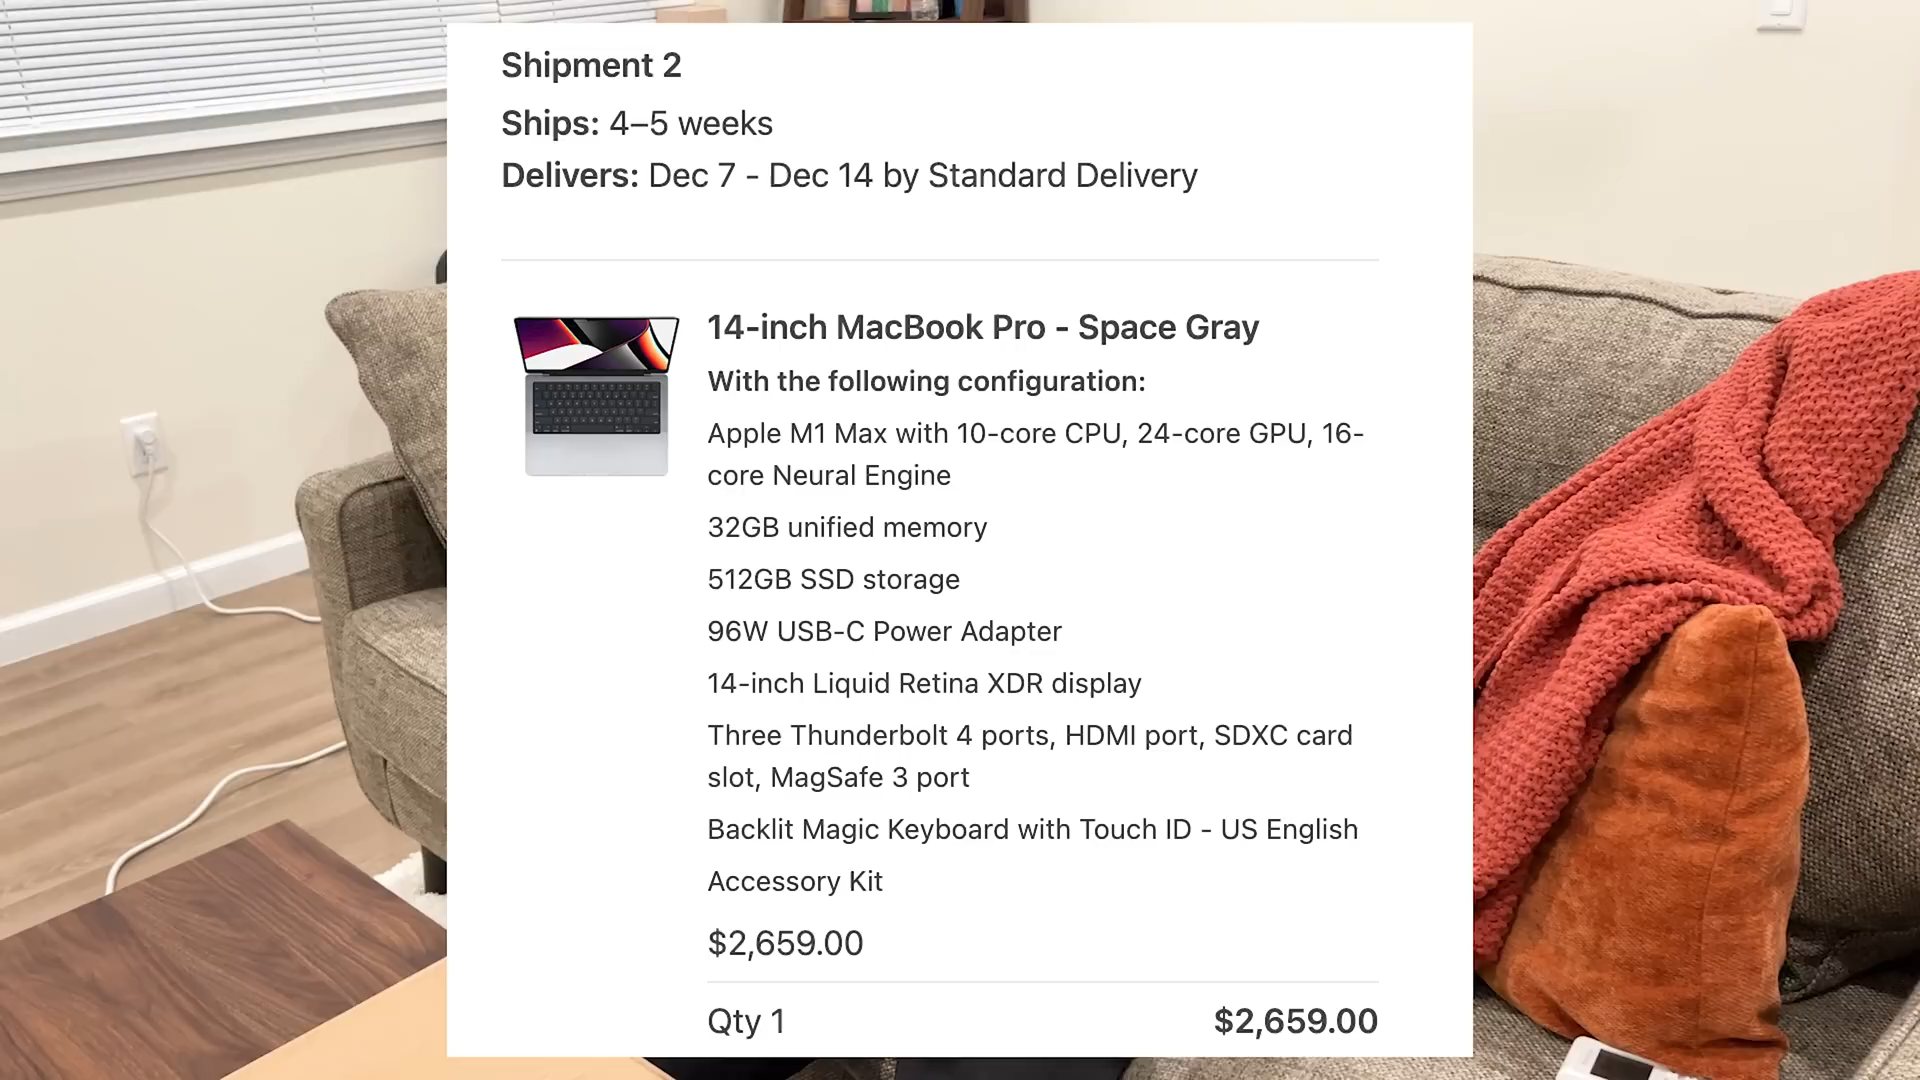 Shipment 2
Ships: 4–5 weeks
Delivers: Dec 7 - Dec 14 by Standard Delivery
14-inch MacBook Pro - Space Gray
With the following configuration:
Apple M1 Max with 10-core CPU, 24-core GPU, 16-
core Neural Engine
32GB unified memory
512GB SSD storage
96W USB-C Power Adapter
14-inch Liquid Retina XDR display
Three Thunderbolt 4 ports, HDMI port, SDXC card
slot, MagSafe 3 port
Backlit Magic Keyboard with Touch ID - US English
Accessory Kit
$2,659.00
Qty 1 $2,659.00